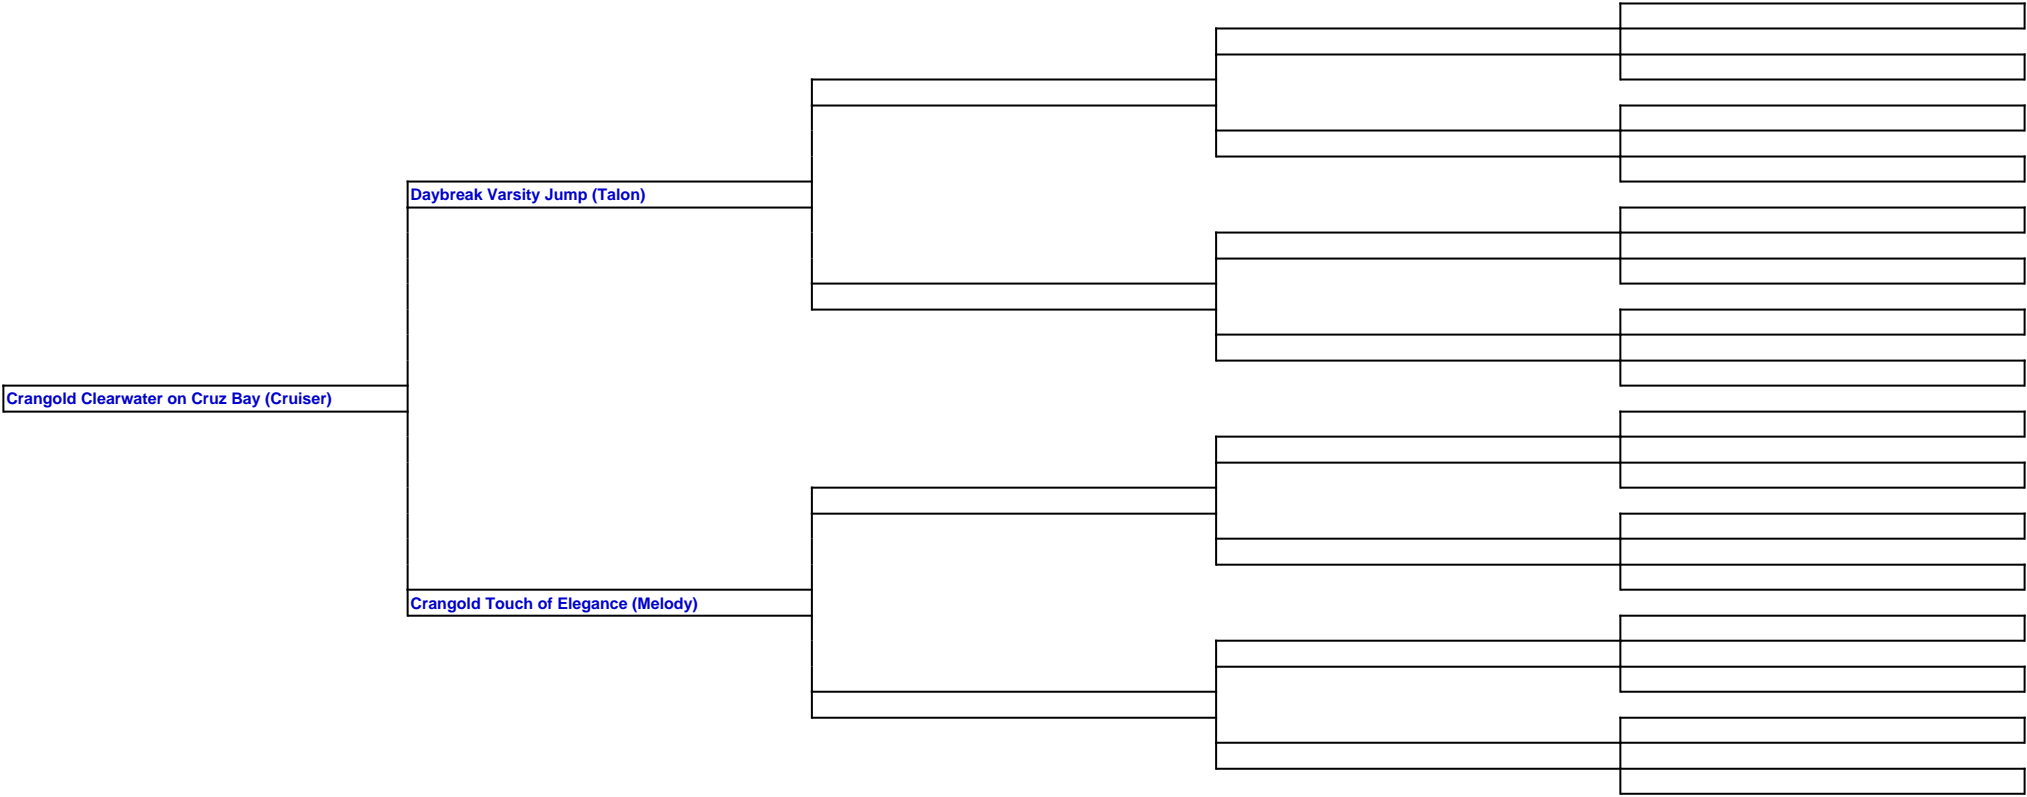 Daybreak Varsity Jump (Talon)
Crangold Clearwater on Cruz Bay (Cruiser)
Crangold Touch of Elegance (Melody)